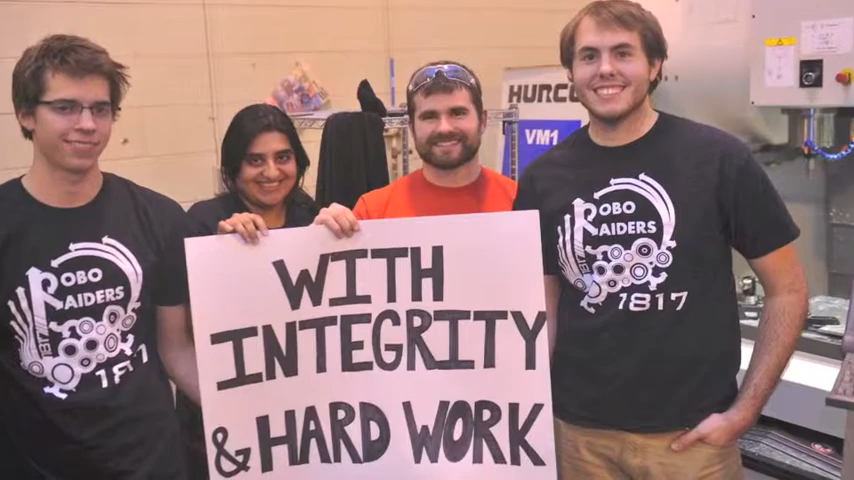 HURCO
VM1
ROBO
RAIDERS
1817
ROBO
RAIDERS
1817
WITH
INTEGRITY
& HARD WORK